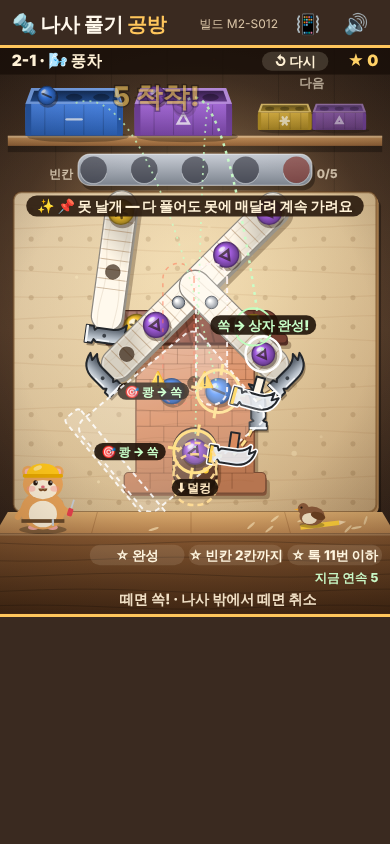 나사 풀기 공방
빌드 M2-S012
2-1· 풍차
다시
★ 0
5 착착!
다음
빈칸
0/5
✨ 📌 못 날개 — 다 풀어도 못에 매달려 계속 가려요
쏙 → 상자 완성!
🎯 쾅 → 쏙
🎯 쾅 → 쏙
⬇덜컹
☆ 완성
☆ 빈칸 2칸까지
☆ 톡 11번 이하
지금 연속 5
떼면 쏙! · 나사 밖에서 떼면 취소